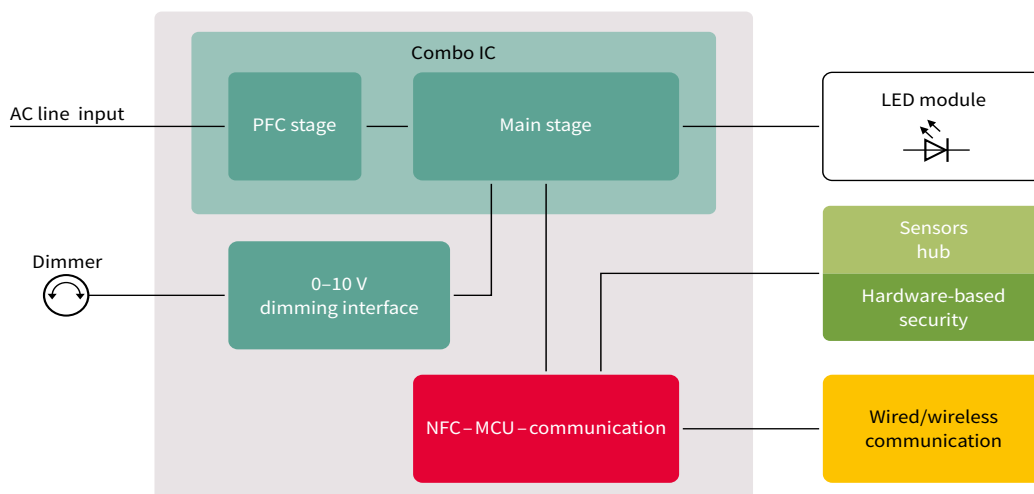 Combo IC
AC line input
PFC stage
Main stage
LED module
Sensors
hub
Dimmer
0–10 V
dimming interface
Hardware-based
security
NFC – MCU – communication
Wired/wireless
communication